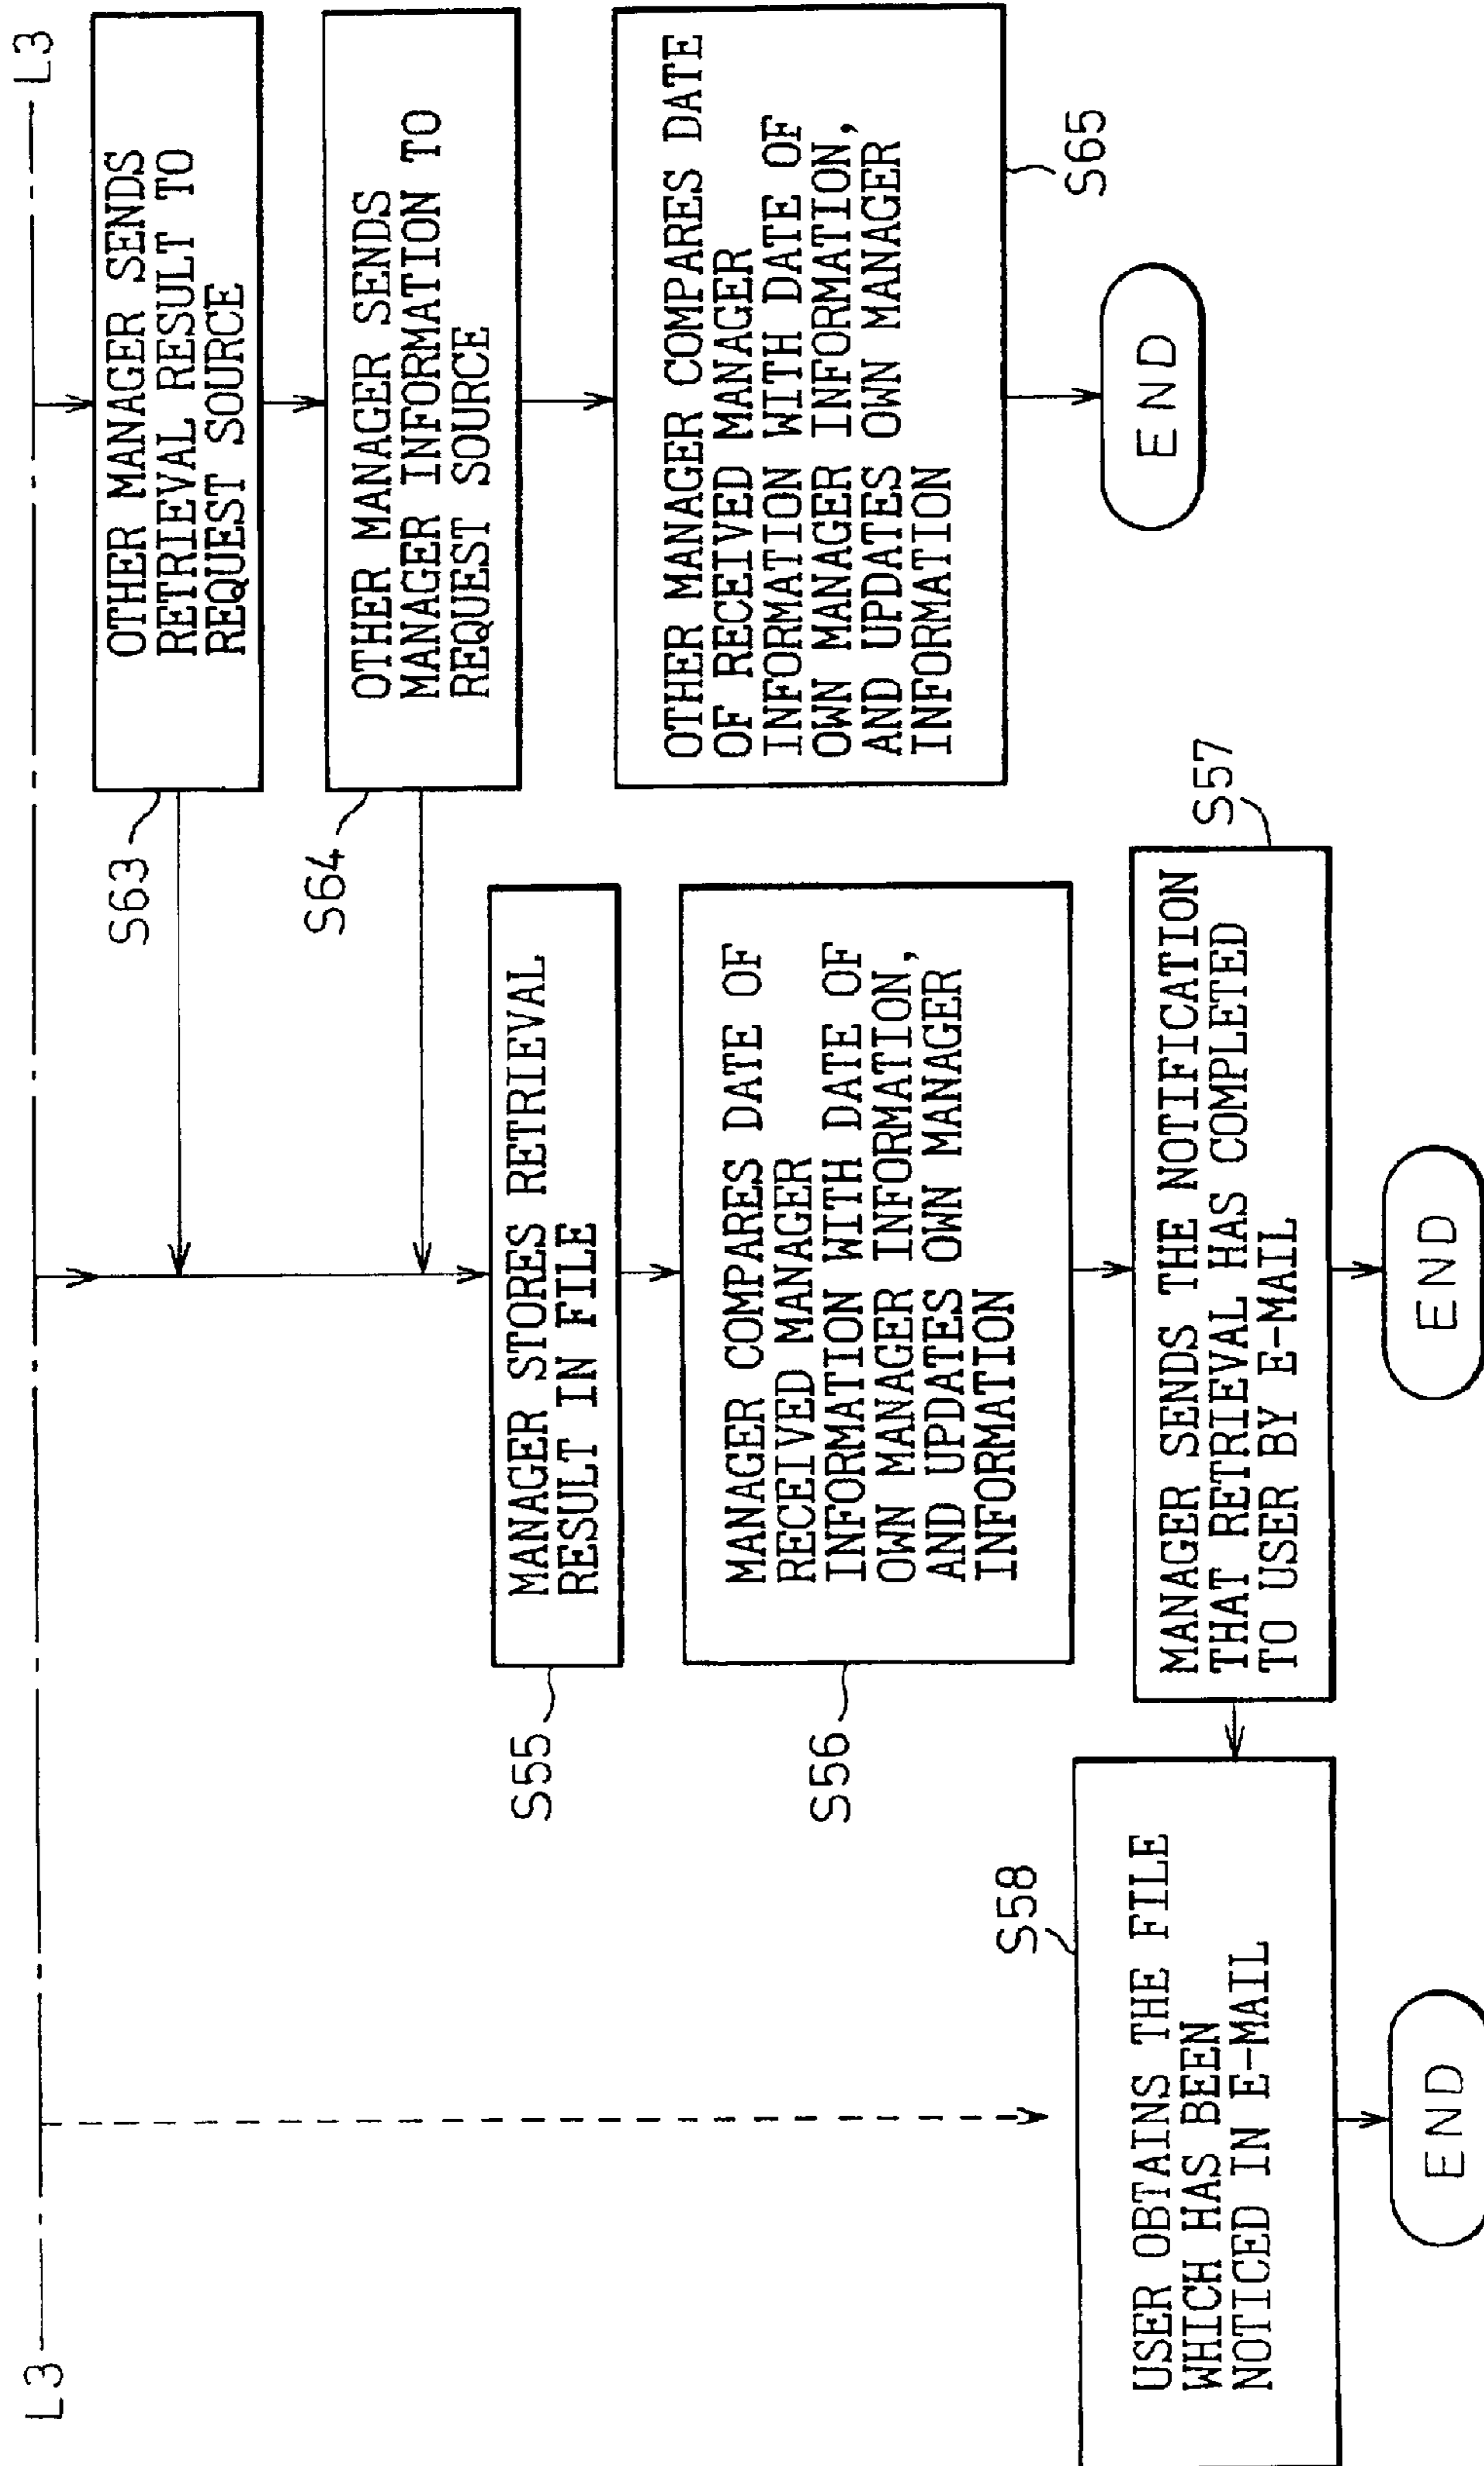 L3
L3
USER OBTAINS THE FILE
WHICH HAS BEEN
NOTICED IN E-MAIL
S58
END
S55
MANAGER STORES RETRIEVAL
RESULT IN FILE
S56
MANAGER COMPARES DATE OF
RECEIVED MANAGER
INFORMATION WITH DATE OF
OWN MANAGER INFORMATION,
AND UPDATES OWN MANAGER
INFORMATION
MANAGER SENDS THE NOTIFICATION
THAT RETRIEVAL HAS COMPLETED
TO USER BY E-MAIL
S57
END
S63
OTHER MANAGER SENDS
RETRIEVAL RESULT TO
REQUEST SOURCE
S64
OTHER MANAGER SENDS
MANAGER INFORMATION TO
REQUEST SOURCE
OTHER MANAGER COMPARES DATE
OF RECEIVED MANAGER
INFORMATION WITH DATE OF
OWN MANAGER INFORMATION,
AND UPDATES OWN MANAGER
INFORMATION
S65
END